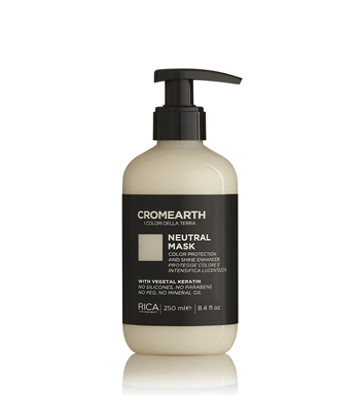 CROMEARTH
I COLORI DELLA TERRA
NEUTRAL
MASK
COLOR PROTECTION
AND SHINE ENHANCER
PROTEGGE COLORE E
INTENSIFICA LUCENTEZZA
WITH VEGETAL KERATIN
NO SILICONES, NO PARABENS
NO PEG, NO MINERAL OIL
RICA
250 ml℮ 8.4 fl oz